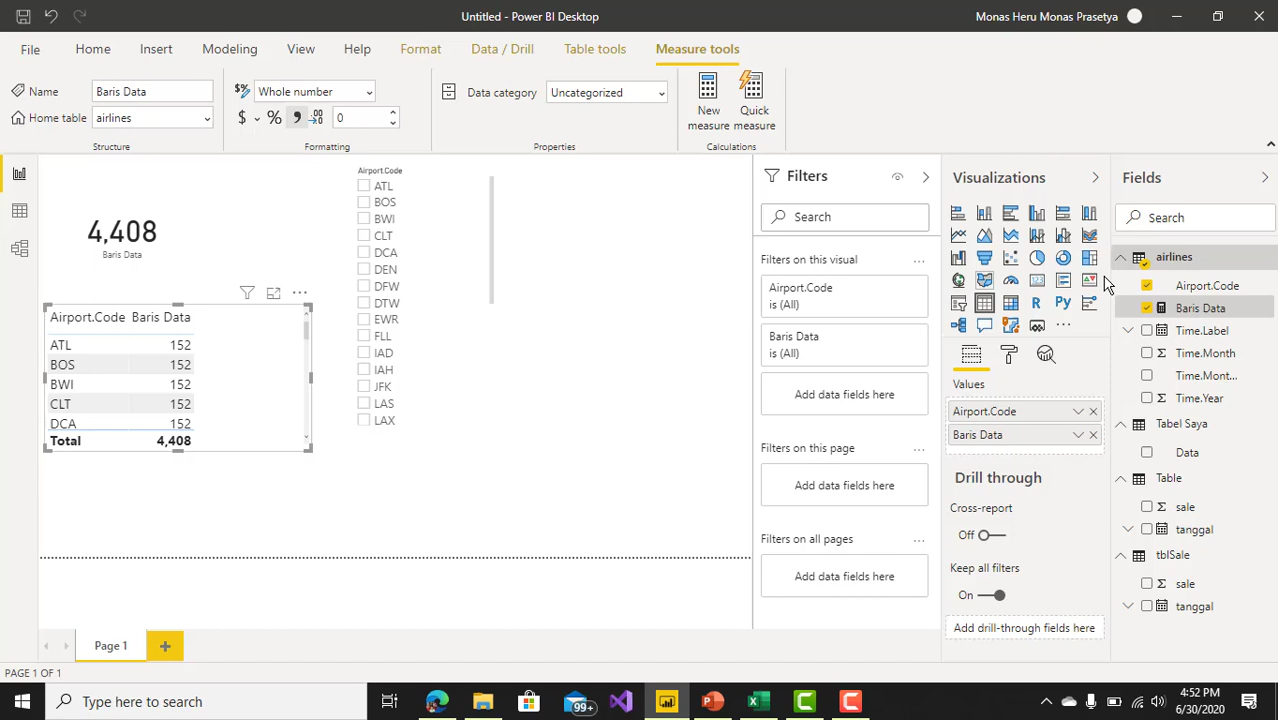 Untitled - Power BI Desktop
Monas Heru Monas Prasetya
File
Home
Insert
Modeling
View
Help
Format
Data / Drill
Table tools
Measure tools
Name
Baris Data
Home table
airlines
Structure
Whole number
$
%
0
Formatting
Data category
Uncategorized
Properties
New measure
Quick measure
Calculations
4,408
Baris Data
Airport.Code Baris Data
ATL 152
BOS 152
BWI 152
CLT 152
DCA 152
Total 4,408
Airport.Code
ATL
BOS
BWI
CLT
DCA
DEN
DFW
DTW
EWR
FLL
IAD
IAH
JFK
LAS
LAX
Filters
Search
Filters on this visual
Airport.Code
is (All)
Baris Data
is (All)
Add data fields here
Filters on this page
Add data fields here
Filters on all pages
Add data fields here
Visualizations
R
Py
Values
Airport.Code
Baris Data
Drill through
Cross-report
Off
Keep all filters
On
Add drill-through fields here
Fields
Search
airlines
Airport.Code
Baris Data
Time.Label
Time.Month
Time.Mont...
Time.Year
Tabel Saya
Data
Table
sale
tanggal
tblSale
sale
tanggal
Page 1
PAGE 1 OF 1
Type here to search
99+
4:52 PM
6/30/2020